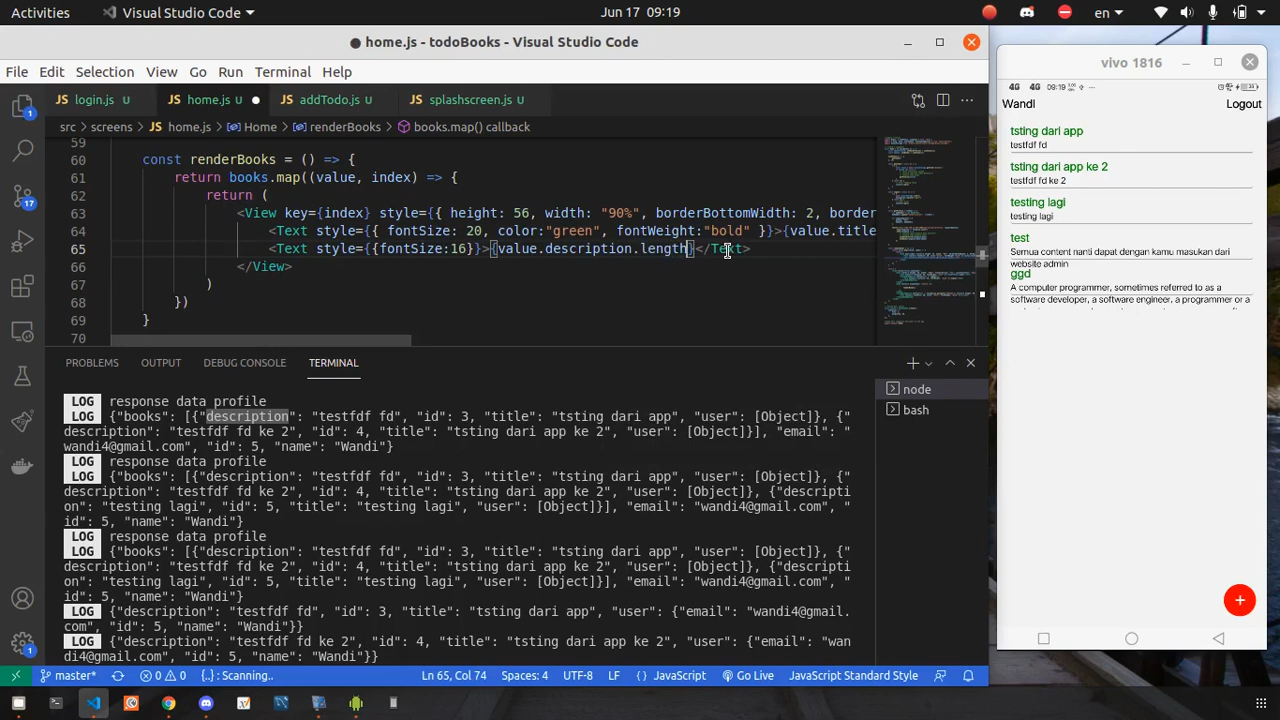 Activities
Visual Studio Code
Jun 17 09:19
en
home.js - todoBooks - Visual Studio Code
File Edit Selection View Go Run Terminal Help
JS login.js U
JS home.js U
JS addTodo.js U
JS splashscreen.js U
src > screens > JS home.js > Home > renderBooks > books.map() callback
59
60 const renderBooks = () => {
61 return books.map((value, index) => {
62 return (
63 <View key={index} style={{ height: 56, width: "90%", borderBottomWidth: 2, border
64 <Text style={{ fontSize: 20, color:"green", fontWeight:"bold" }}>{value.title
65 <Text style={{fontSize:16}}>{value.description.length}</Text>
66 </View>
67 )
68 })
69 }
70
PROBLEMS OUTPUT DEBUG CONSOLE TERMINAL
node
bash
LOG response data profile
LOG {"books": [{"description": "testfdf fd", "id": 3, "title": "tsting dari app", "user": [Object]}, {"
description": "testfdf fd ke 2", "id": 4, "title": "tsting dari app ke 2", "user": [Object]}], "email": "
wandi4@gmail.com", "id": 5, "name": "Wandi"}
LOG response data profile
LOG {"books": [{"description": "testfdf fd", "id": 3, "title": "tsting dari app", "user": [Object]}, {"
description": "testfdf fd ke 2", "id": 4, "title": "tsting dari app ke 2", "user": [Object]}, {"descripti
on": "testing lagi", "id": 5, "title": "testing lagi", "user": [Object]}], "email": "wandi4@gmail.com", "i
d": 5, "name": "Wandi"}
LOG response data profile
LOG {"books": [{"description": "testfdf fd", "id": 3, "title": "tsting dari app", "user": [Object]}, {"
description": "testfdf fd ke 2", "id": 4, "title": "tsting dari app ke 2", "user": [Object]}, {"descripti
on": "testing lagi", "id": 5, "title": "testing lagi", "user": [Object]}], "email": "wandi4@gmail.com", "i
d": 5, "name": "Wandi"}
LOG {"description": "testfdf fd", "id": 3, "title": "tsting dari app", "user": {"email": "wandi4@gmail.
com", "id": 5, "name": "Wandi"}}
LOG {"description": "testfdf fd ke 2", "id": 4, "title": "tsting dari app ke 2", "user": {"email": "wan
di4@gmail.com", "id": 5, "name": "Wandi"}}
1
17
1
master*
0 0
{..} : Scanning..
Ln 65, Col 74
Spaces: 4
UTF-8
LF
JavaScript
Go Live
JavaScript Standard Style
vivo 1816
4G 4G 09:19
Wandi
Logout
tsting dari app
testfdf fd
tsting dari app ke 2
testfdf fd ke 2
testing lagi
testing lagi
test
Semua content nanti dapat dengan kamu masukan dari
website admin
ggd
A computer programmer, sometimes referred to as a
software developer, a software engineer, a programmer or a
+